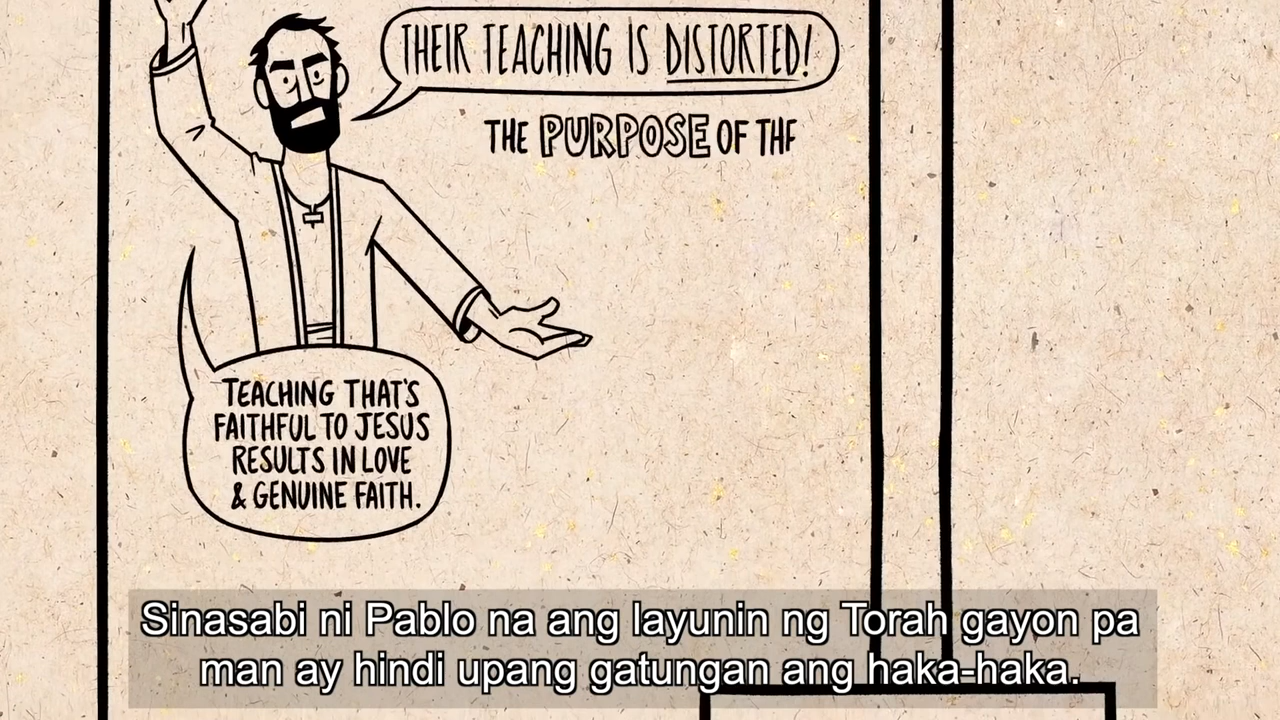 THEIR TEACHING IS DISTORTED!
THE PURPOSE OF THE
TEACHING THAT'S
FAITHFUL TO JESUS
RESULTS IN LOVE
& GENUINE FAITH.
Sinasabi ni Pablo na ang layunin ng Torah gayon pa
man ay hindi upang gatungan ang haka-haka.